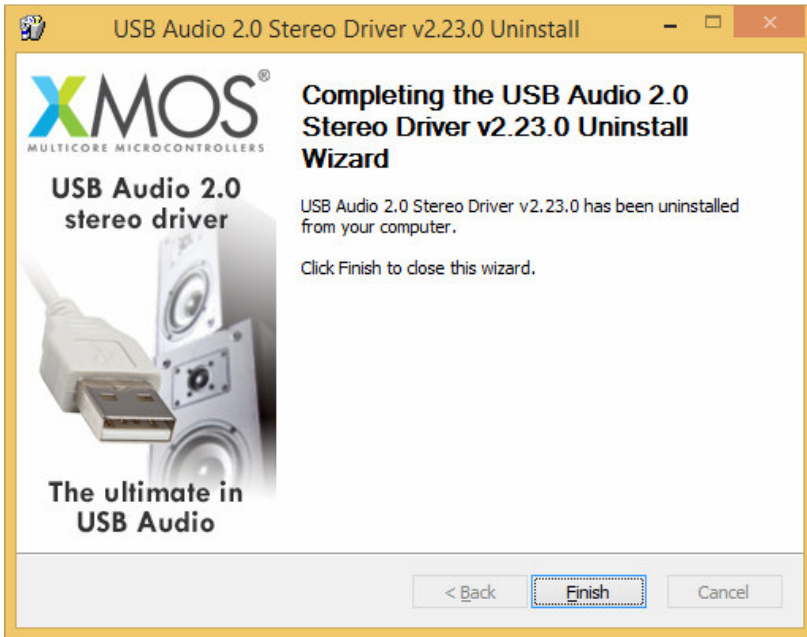 USB Audio 2.0 Stereo Driver v2.23.0 Uninstall
XMOS®
MULTICORE MICROCONTROLLERS
USB Audio 2.0
stereo driver
The ultimate in
USB Audio
Completing the USB Audio 2.0
Stereo Driver v2.23.0 Uninstall
Wizard
USB Audio 2.0 Stereo Driver v2.23.0 has been uninstalled
from your computer.
Click Finish to close this wizard.
< Back
Finish
Cancel